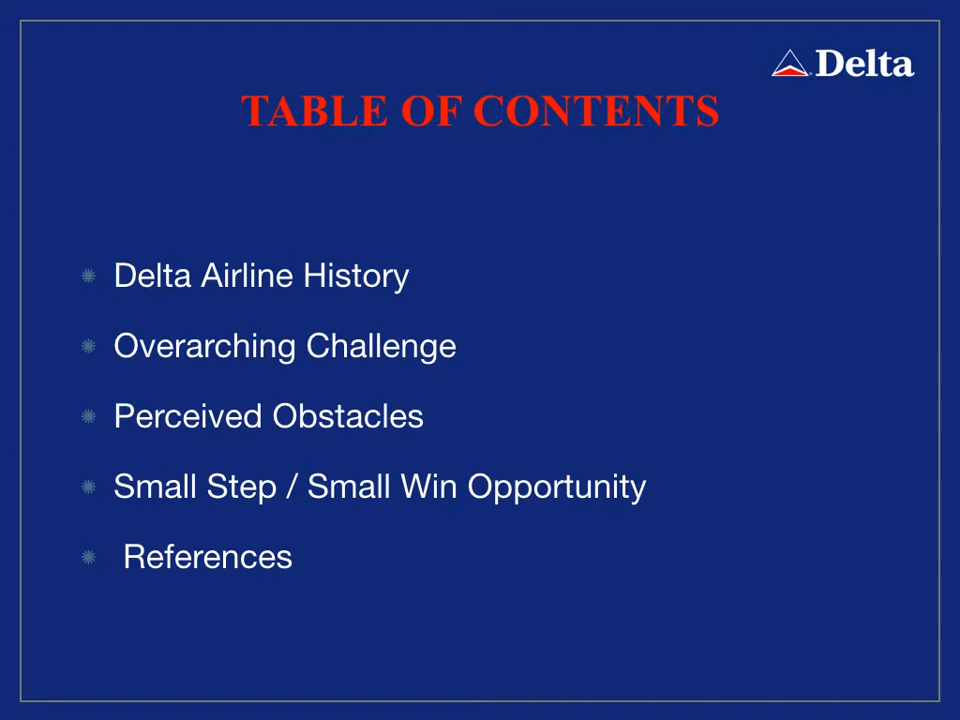 Delta
TABLE OF CONTENTS
Delta Airline History
Overarching Challenge
Perceived Obstacles
Small Step / Small Win Opportunity
References